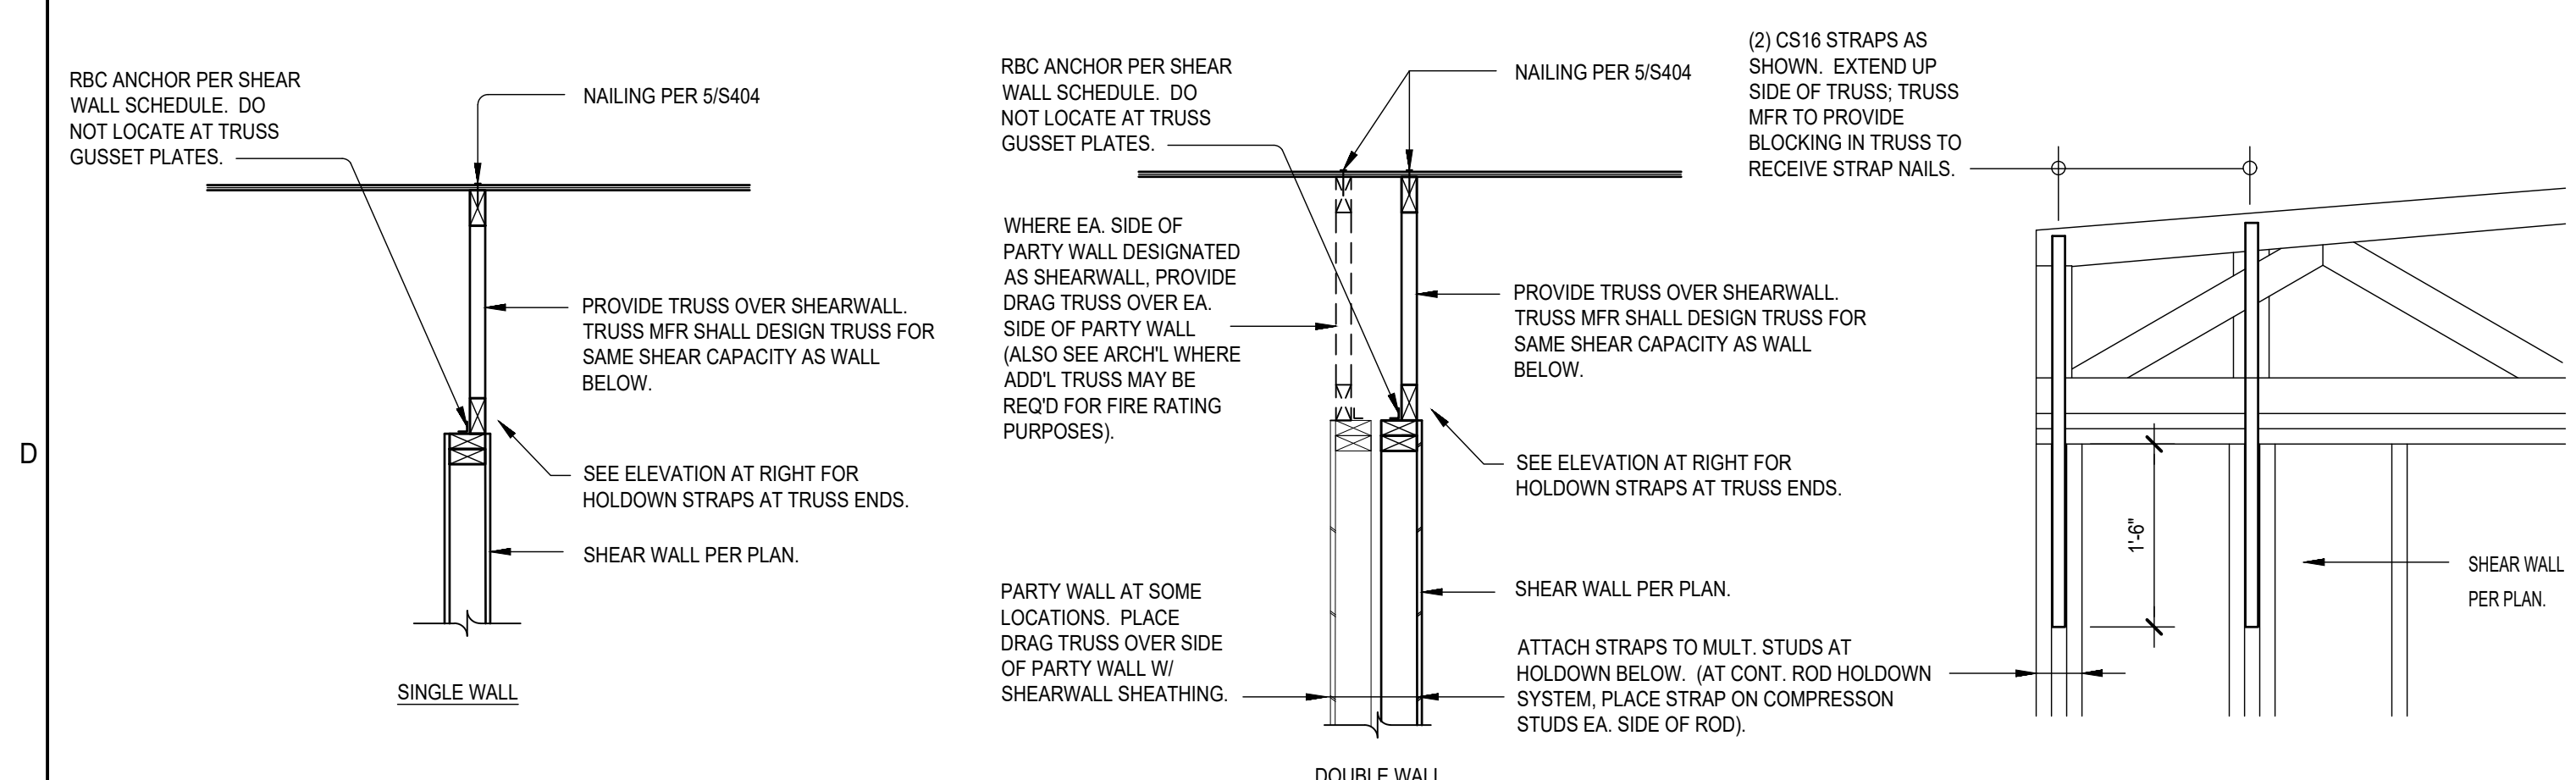 RBC ANCHOR PER SHEAR
WALL SCHEDULE. DO
NOT LOCATE AT TRUSS
GUSSET PLATES.
NAILING PER 5/S404
PROVIDE TRUSS OVER SHEARWALL.
TRUSS MFR SHALL DESIGN TRUSS FOR
SAME SHEAR CAPACITY AS WALL
BELOW.
SEE ELEVATION AT RIGHT FOR
HOLDOWN STRAPS AT TRUSS ENDS.
SHEAR WALL PER PLAN.
SINGLE WALL
D
RBC ANCHOR PER SHEAR
WALL SCHEDULE. DO
NOT LOCATE AT TRUSS
GUSSET PLATES.
NAILING PER 5/S404
WHERE EA. SIDE OF
PARTY WALL DESIGNATED
AS SHEARWALL, PROVIDE
DRAG TRUSS OVER EA.
SIDE OF PARTY WALL
(ALSO SEE ARCH'L WHERE
ADD'L TRUSS MAY BE
REQ'D FOR FIRE RATING
PURPOSES).
PROVIDE TRUSS OVER SHEARWALL.
TRUSS MFR SHALL DESIGN TRUSS FOR
SAME SHEAR CAPACITY AS WALL
BELOW.
SEE ELEVATION AT RIGHT FOR
HOLDOWN STRAPS AT TRUSS ENDS.
PARTY WALL AT SOME
LOCATIONS. PLACE
DRAG TRUSS OVER SIDE
OF PARTY WALL W/
SHEARWALL SHEATHING.
SHEAR WALL PER PLAN.
ATTACH STRAPS TO MULT. STUDS AT
HOLDOWN BELOW. (AT CONT. ROD HOLDOWN
SYSTEM, PLACE STRAP ON COMPRESSON
STUDS EA. SIDE OF ROD).
DOUBLE WALL
(2) CS16 STRAPS AS
SHOWN. EXTEND UP
SIDE OF TRUSS; TRUSS
MFR TO PROVIDE
BLOCKING IN TRUSS TO
RECEIVE STRAP NAILS.
1'-6"
SHEAR WALL
PER PLAN.